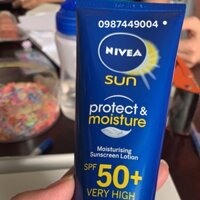 0987449004
NIVEA
sun
protect &
moisture
Moisturising
Sunscreen Lotion
SPF 50+
VERY HIGH